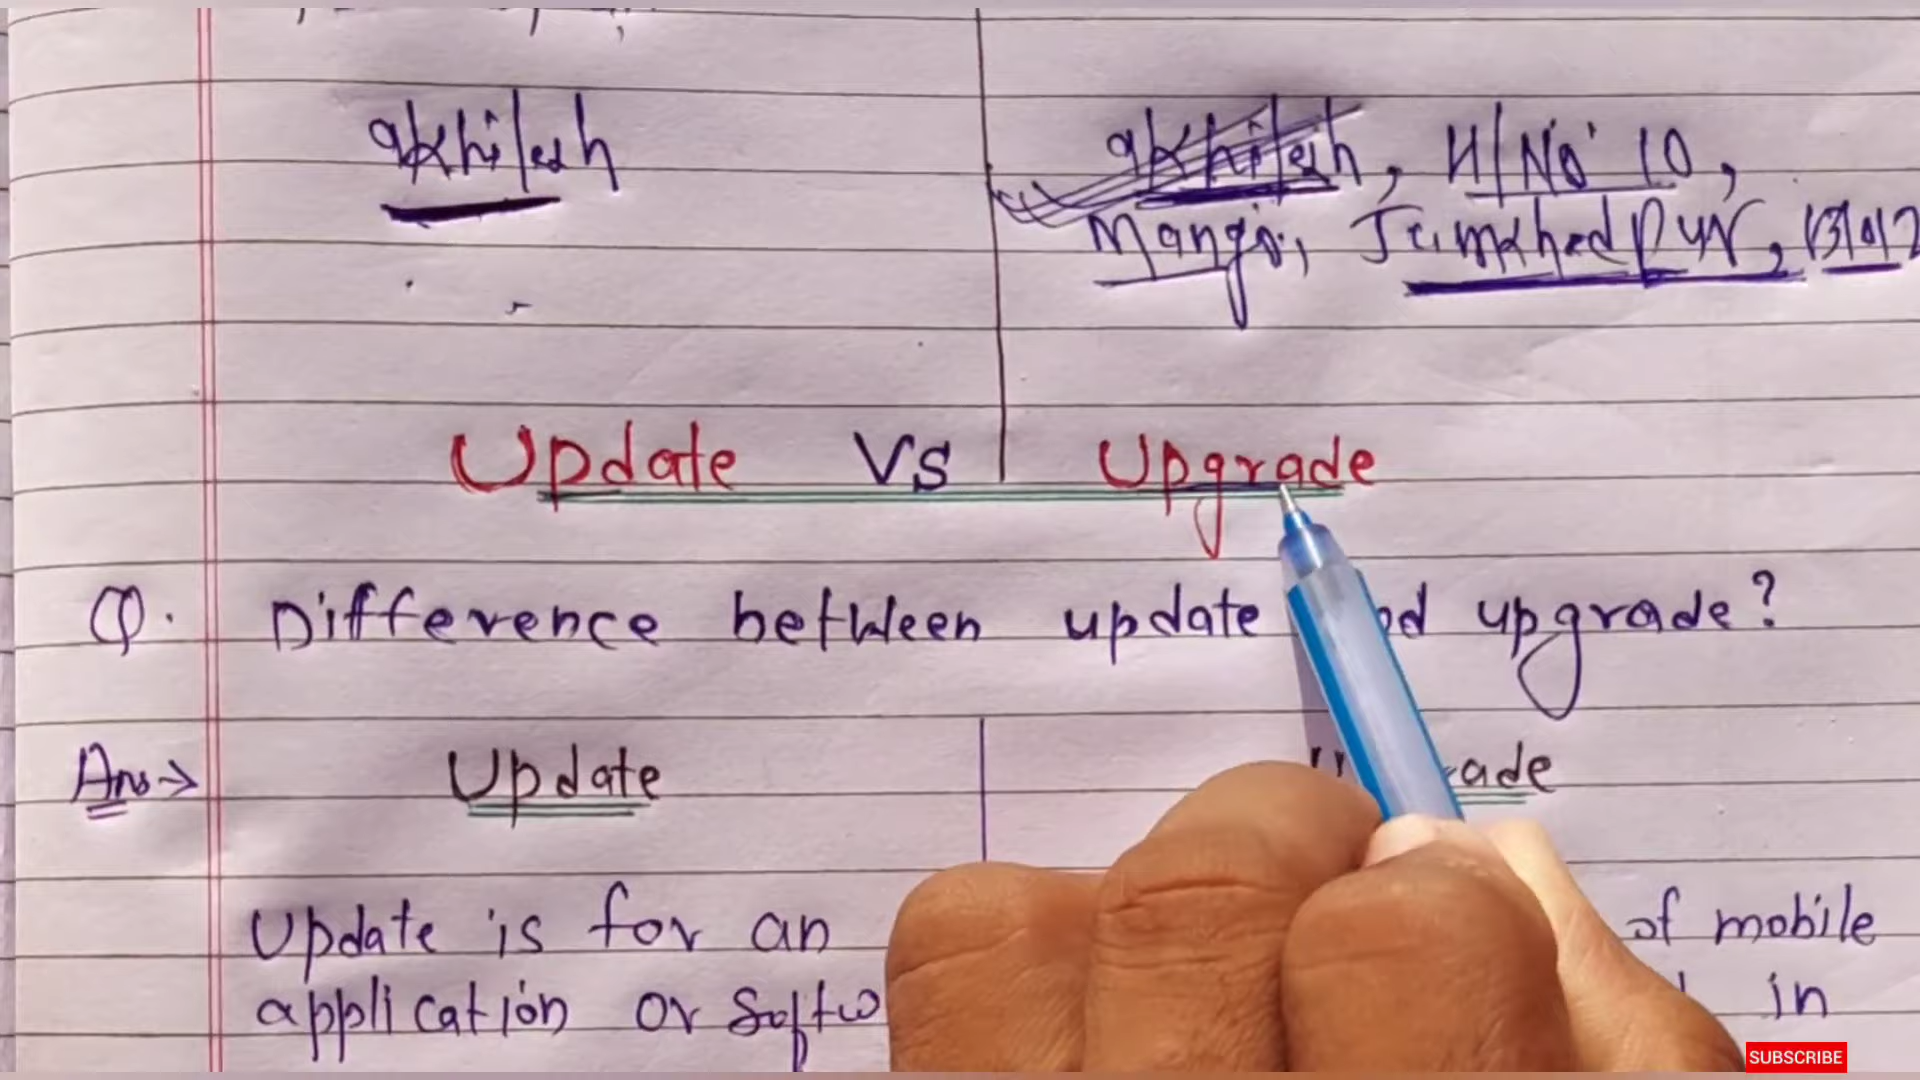 akhilesh
akhilesh, H/No 10,
Mango, Jamshedpur,
Update Vs Upgrade
Q. Difference between update upgrade?
Ans→ Update
Update is for an of mobile
application or in
SUBSCRIBE